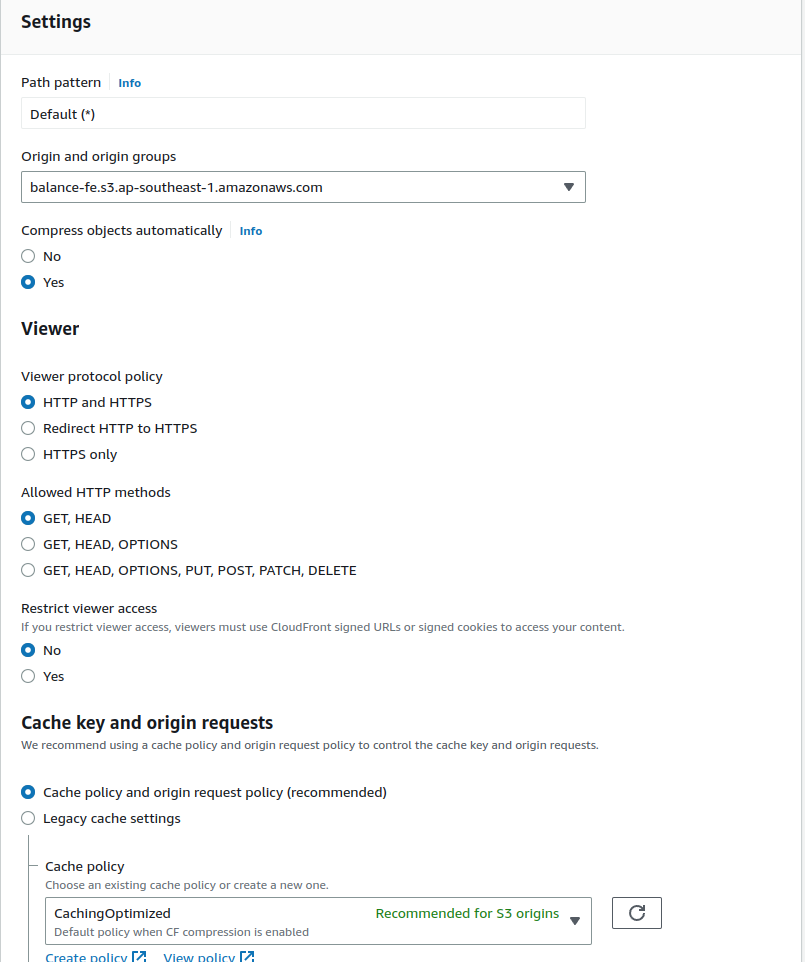 Settings
Path pattern Info
Default (*)
Origin and origin groups
balance-fe.s3.ap-southeast-1.amazonaws.com
Compress objects automatically Info
No
Yes
Viewer
Viewer protocol policy
HTTP and HTTPS
Redirect HTTP to HTTPS
HTTPS only
Allowed HTTP methods
GET, HEAD
GET, HEAD, OPTIONS
GET, HEAD, OPTIONS, PUT, POST, PATCH, DELETE
Restrict viewer access
If you restrict viewer access, viewers must use CloudFront signed URLs or signed cookies to access your content.
No
Yes
Cache key and origin requests
We recommend using a cache policy and origin request policy to control the cache key and origin requests.
Cache policy and origin request policy (recommended)
Legacy cache settings
Cache policy
Choose an existing cache policy or create a new one.
CachingOptimized Recommended for S3 origins
Default policy when CF compression is enabled
Create policy View policy